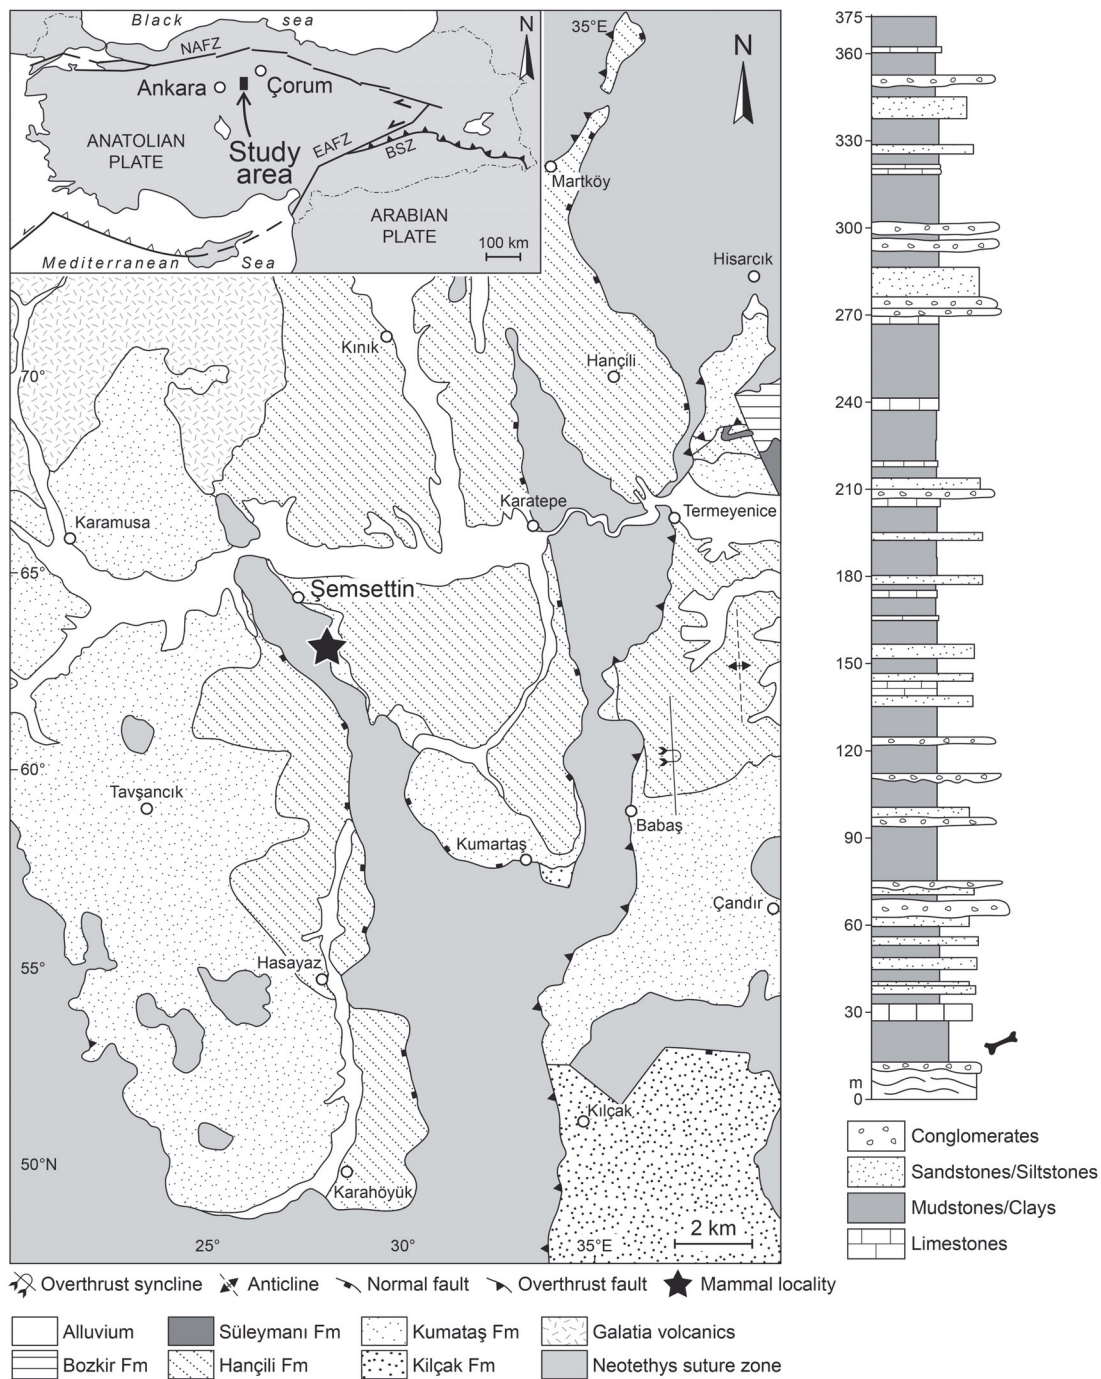 Black sea
N
NAFZ
Ankara
Çorum
ANATOLIAN
PLATE
Study
area
EAFZ
BSZ
ARABIAN
PLATE
100 km
Mediterranean Sea
35°E
N
Martköy
Hisarcık
Kınık
Hançili
70°
Karatepe
Termeyenice
Karamusa
65°
Şemsettin
60°
Tavşancık
Babaş
Kumartaş
Çandır
55°
Hasayaz
Kılçak
50°N
Karahöyük
2 km
25°
30°
35°E
Overthrust syncline
Anticline
Normal fault
Overthrust fault
Mammal locality
Alluvium
Süleymanı Fm
Kumataş Fm
Galatia volcanics
Bozkir Fm
Hançili Fm
Kilçak Fm
Neotethys suture zone
375
360
330
300
270
240
210
180
150
120
90
60
30
m
0
Conglomerates
Sandstones/Siltstones
Mudstones/Clays
Limestones